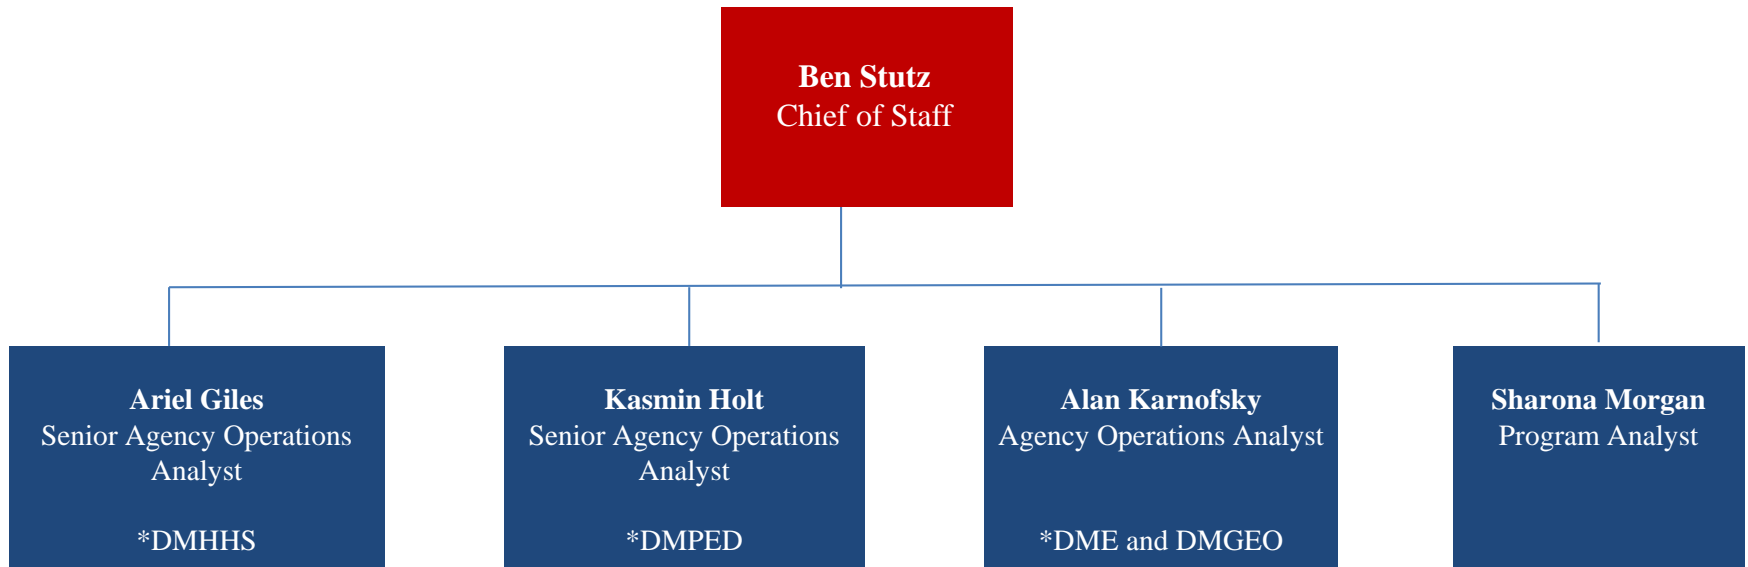 Ben Stutz
Chief of Staff
Ariel Giles
Senior Agency Operations
Analyst
*DMHHS
Kasmin Holt
Senior Agency Operations
Analyst
*DMPED
Alan Karnofsky
Agency Operations Analyst
*DME and DMGEO
Sharona Morgan
Program Analyst